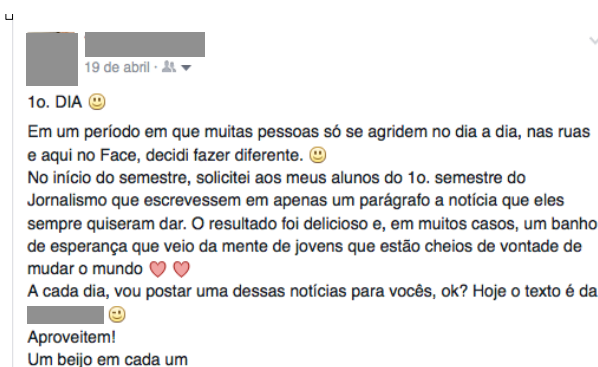 19 de abril ·
1o. DIA 🙂
Em um período em que muitas pessoas só se agridem no dia a dia, nas ruas
e aqui no Face, decidi fazer diferente. 🙂
No início do semestre, solicitei aos meus alunos do 1o. semestre do
Jornalismo que escrevessem em apenas um parágrafo a notícia que eles
sempre quiseram dar. O resultado foi delicioso e, em muitos casos, um banho
de esperança que veio da mente de jovens que estão cheios de vontade de
mudar o mundo ❤ ❤
A cada dia, vou postar uma dessas notícias para vocês, ok? Hoje o texto é da
😉
Aproveitem!
Um beijo em cada um